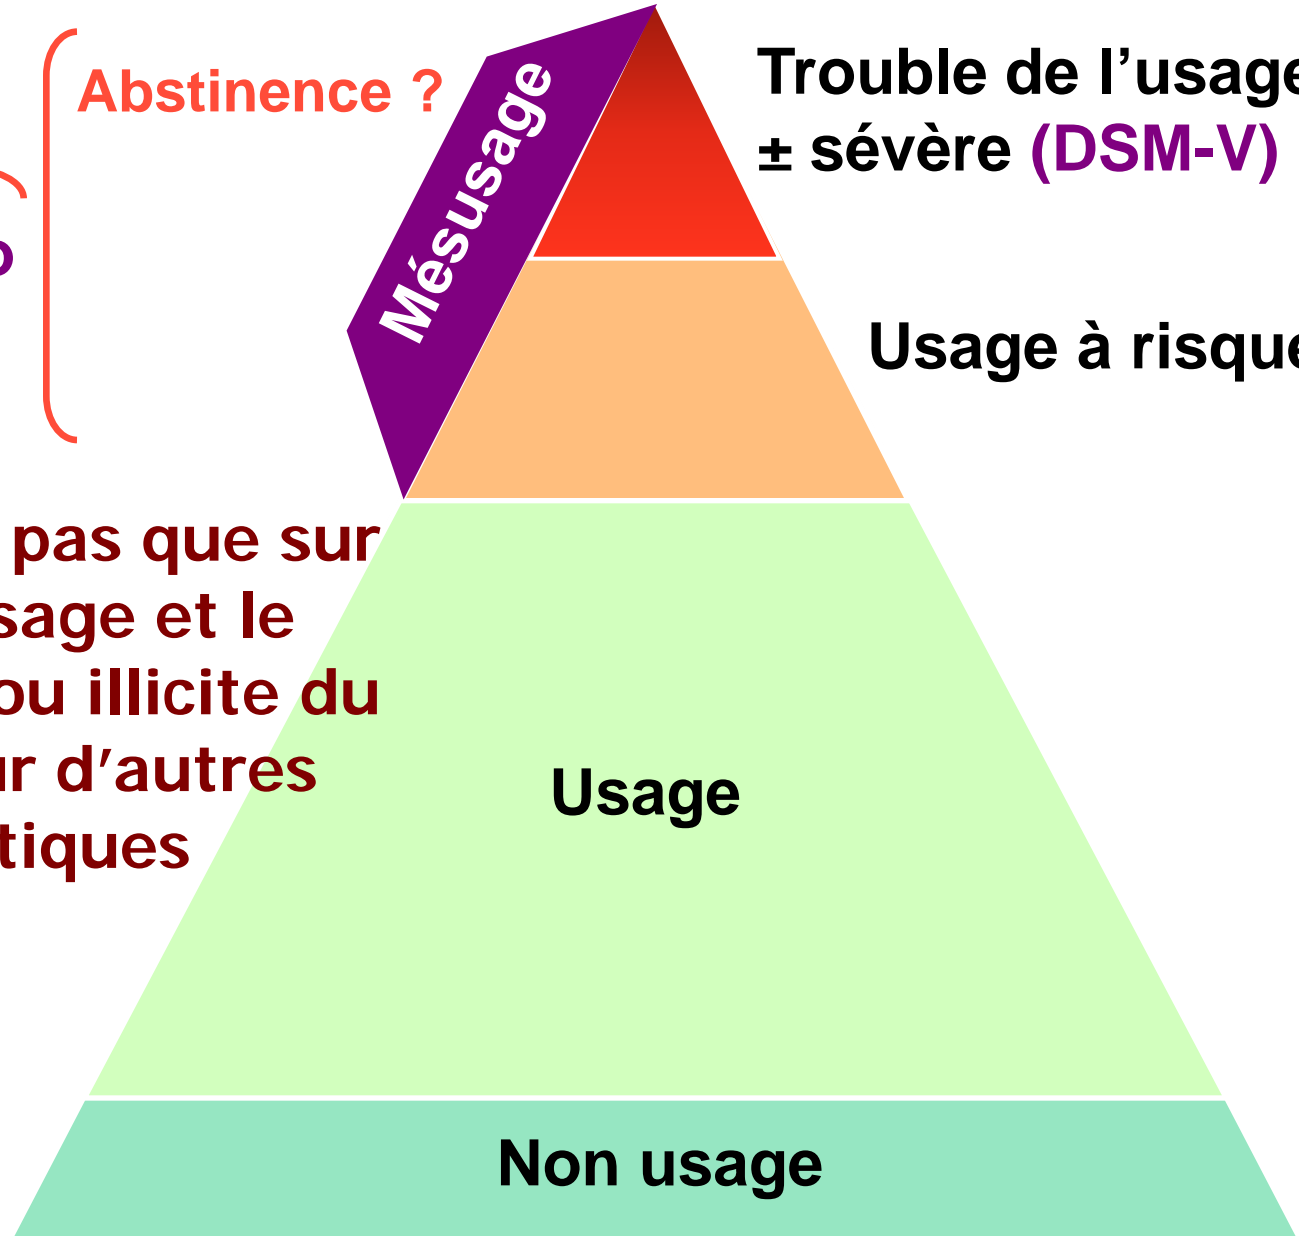 Abstinence ?
Mésusage
Trouble de l’usage
± sévère (DSM-V)
Usage à risque
pas que sur
sage et le
ou illicite du
ur d’autres
tiques
Usage
Non usage